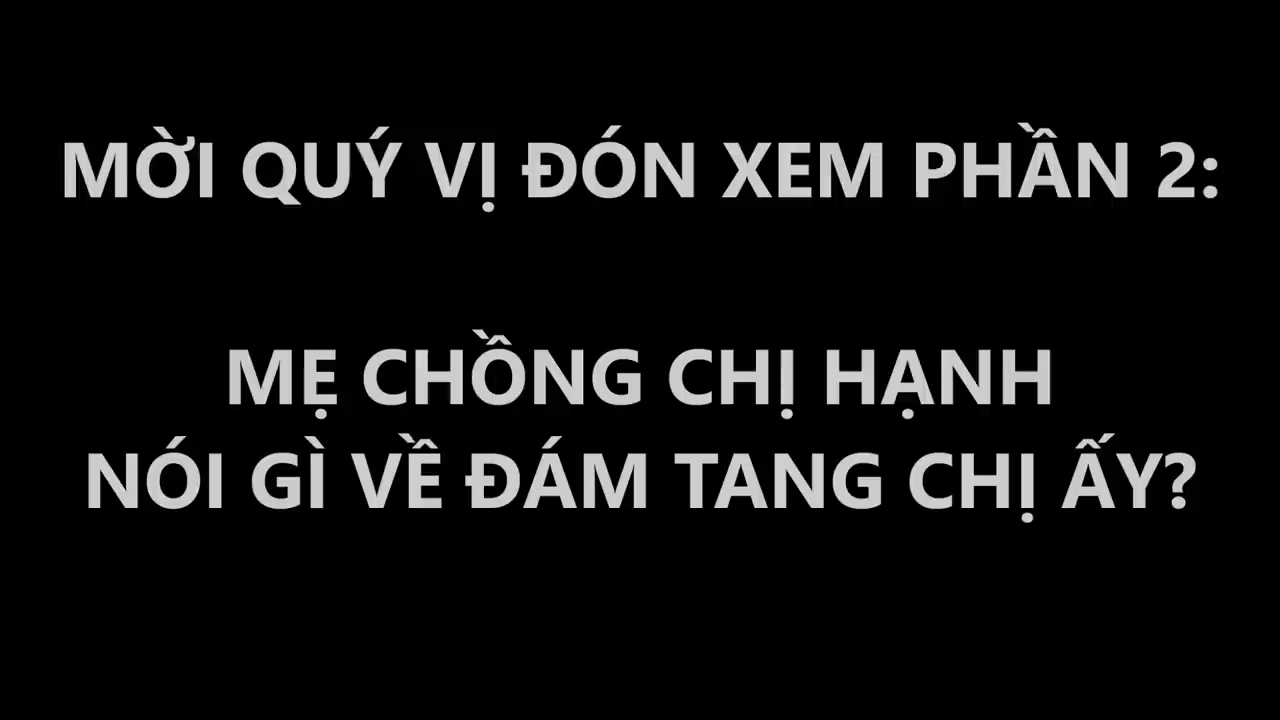 MỜI QUÝ VỊ ĐÓN XEM PHẦN 2:
MẸ CHỒNG CHỊ HẠNH
NÓI GÌ VỀ ĐÁM TANG CHỊ ẤY?